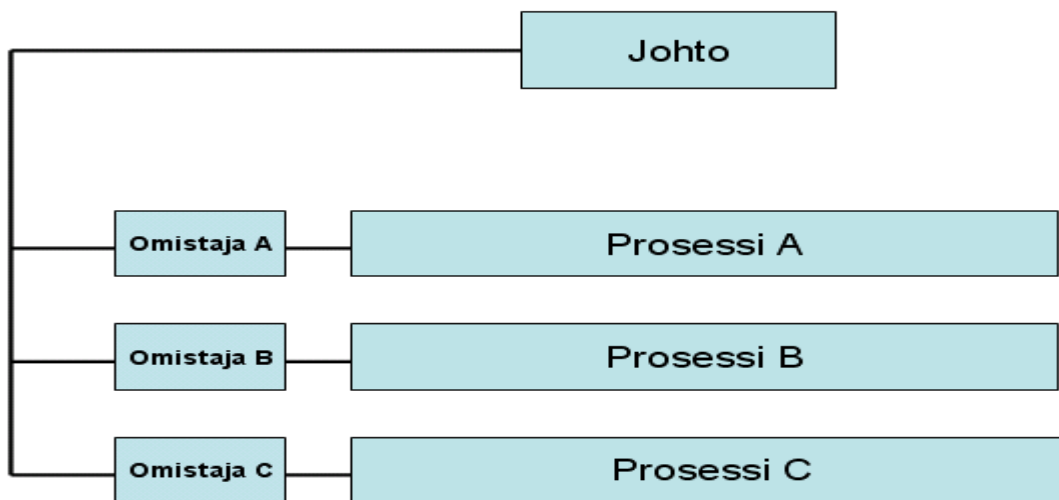 Johto
Omistaja A
Prosessi A
Omistaja B
Prosessi B
Omistaja C
Prosessi C